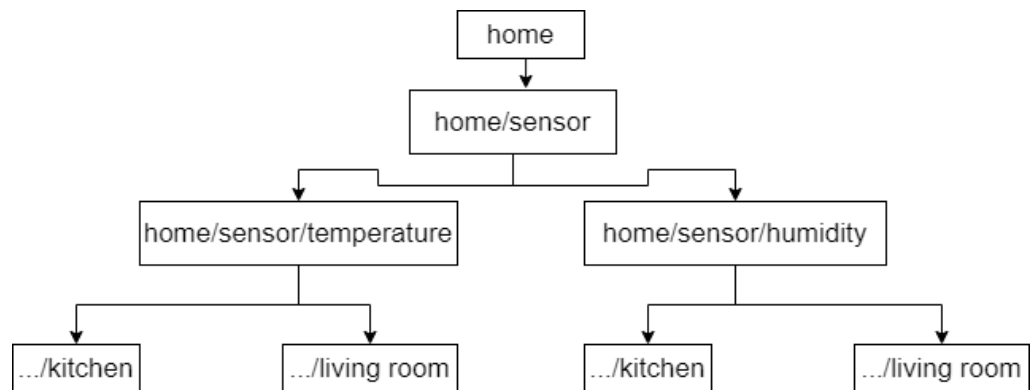 home
home/sensor
home/sensor/temperature
home/sensor/humidity
.../kitchen
.../living room
.../kitchen
.../living room